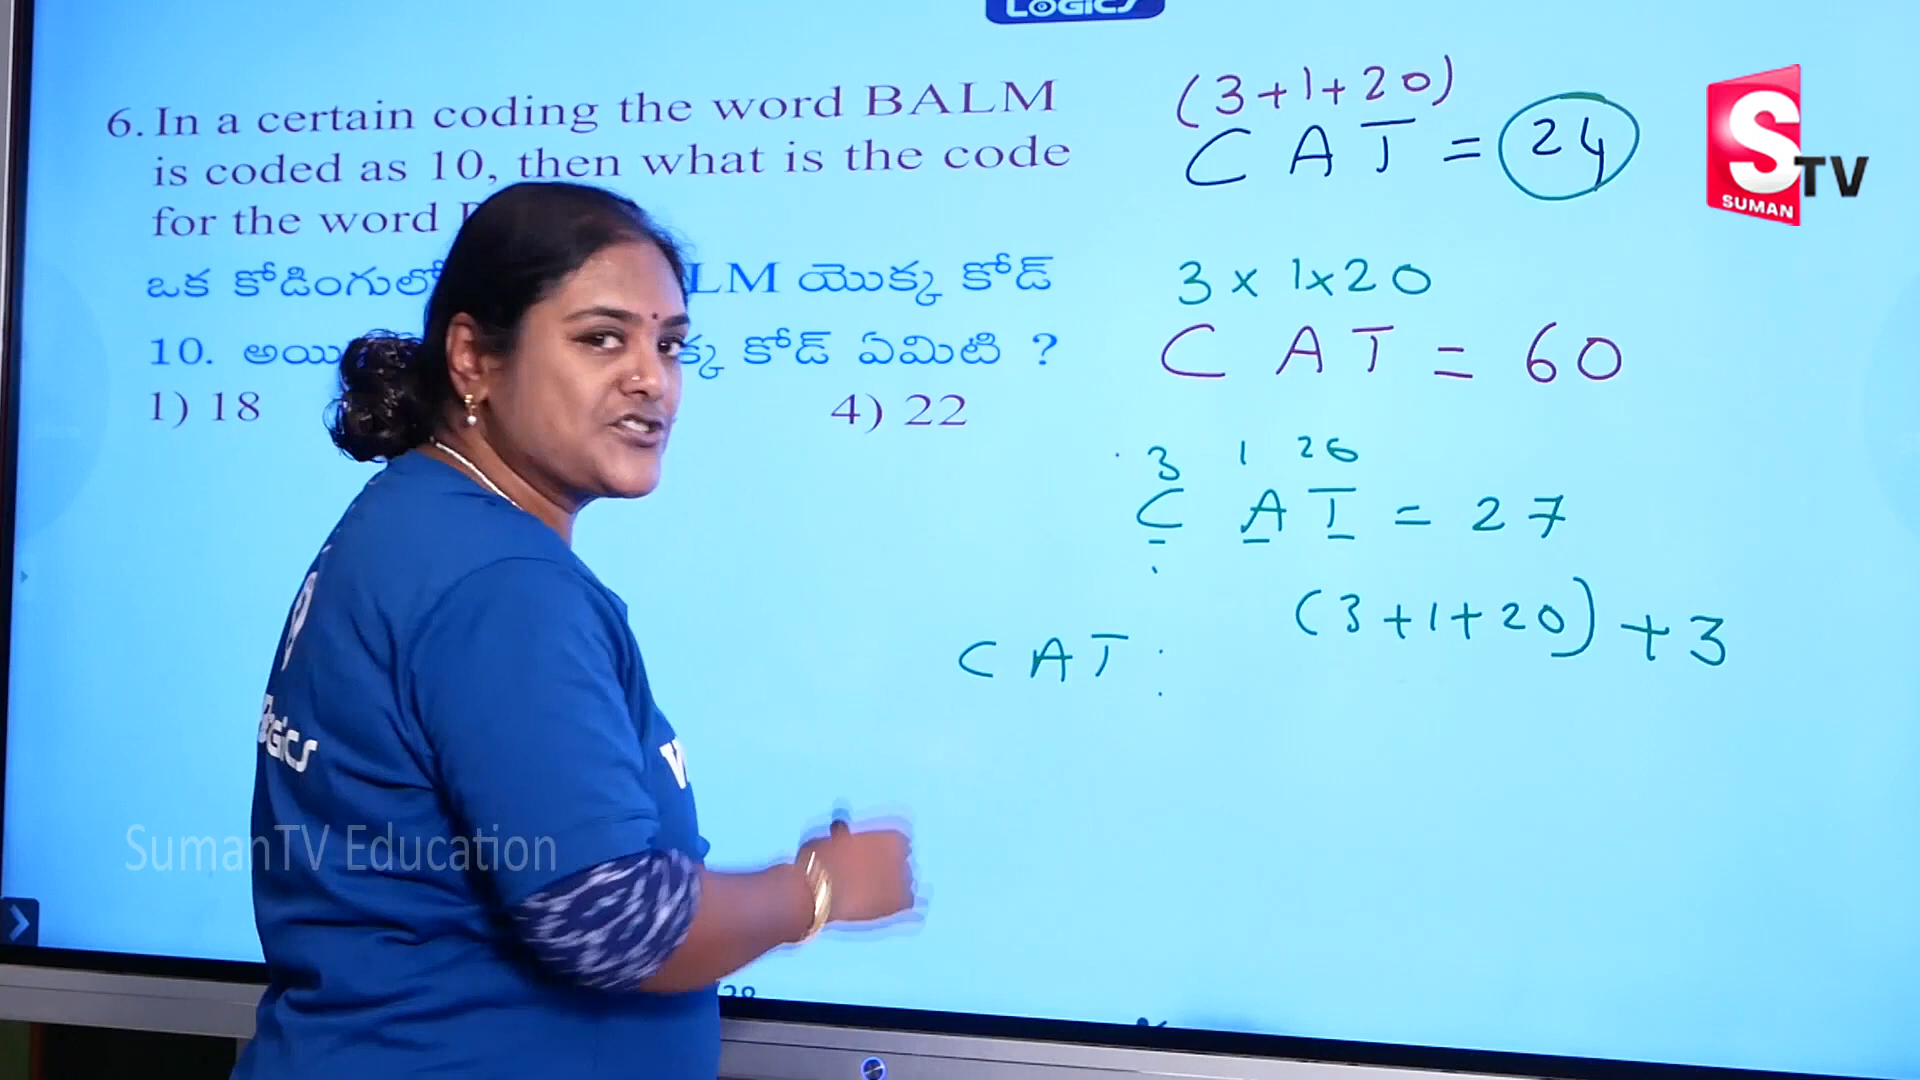 LOGICS
6. In a certain coding the word BALM
is coded as 10, then what is the code
for the word
ఒక కోడింగులో LM యొక్క కోడ్
10. అయి క్క కోడ్ ఏమిటి ?
1) 18 4) 22
(3+1+20)
CAT = 24
3 x 1x20
CAT = 60
3 1 26
CAT = 27
(3+1+20) + 3
CAT :
S
SUMAN TV
OGICS
SumanTV Education